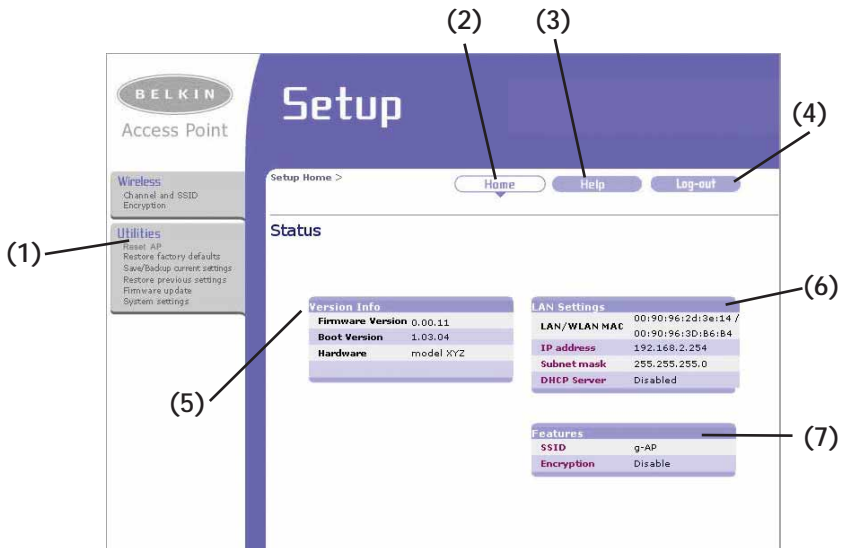 (2)
(3)
(4)
BELKIN
Access Point
Setup
Wireless
Channel and SSID
Encryption
Setup Home >
Home
Help
Log-out
(1)
Utilities
Reset AP
Restore factory defaults
Save/Backup current settings
Restore previous settings
Firmware update
System settings
Status
(5)
Version Info
Firmware Version 0.00.11
Boot Version 1.03.04
Hardware model XYZ
(6)
LAN Settings
LAN/WLAN MAC 00:90:96:2d:3e:14 /
00:90:96:3D:B6:B4
IP address 192.168.2.254
Subnet mask 255.255.255.0
DHCP Server Disabled
(7)
Features
SSID g-AP
Encryption Disable